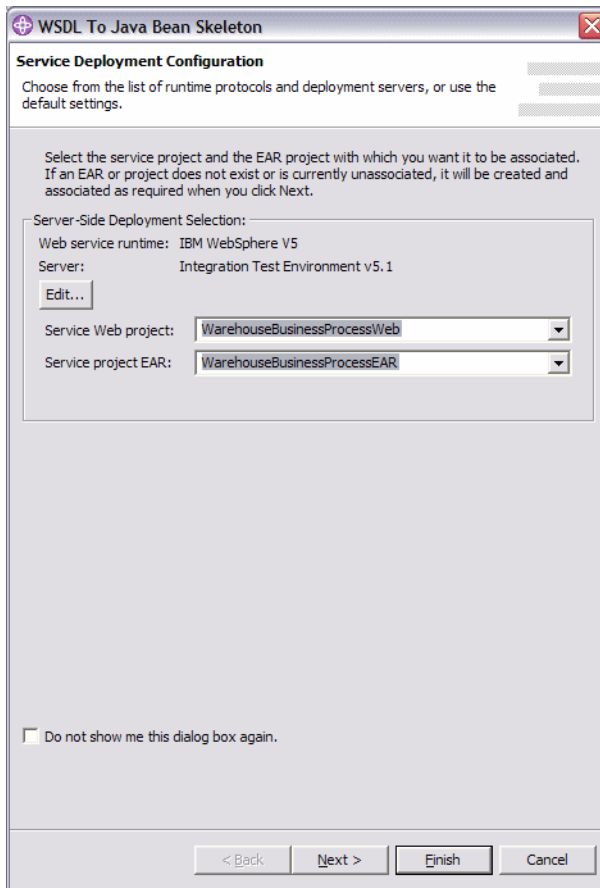 WSDL To Java Bean Skeleton
Service Deployment Configuration
Choose from the list of runtime protocols and deployment servers, or use the
default settings.
Select the service project and the EAR project with which you want it to be associated.
If an EAR or project does not exist or is currently unassociated, it will be created and
associated as required when you click Next.
Server-Side Deployment Selection:
Web service runtime: IBM WebSphere V5
Server: Integration Test Environment v5.1
Edit...
Service Web project: WarehouseBusinessProcessWeb
Service project EAR: WarehouseBusinessProcessEAR
Do not show me this dialog box again.
< Back Next > Finish Cancel